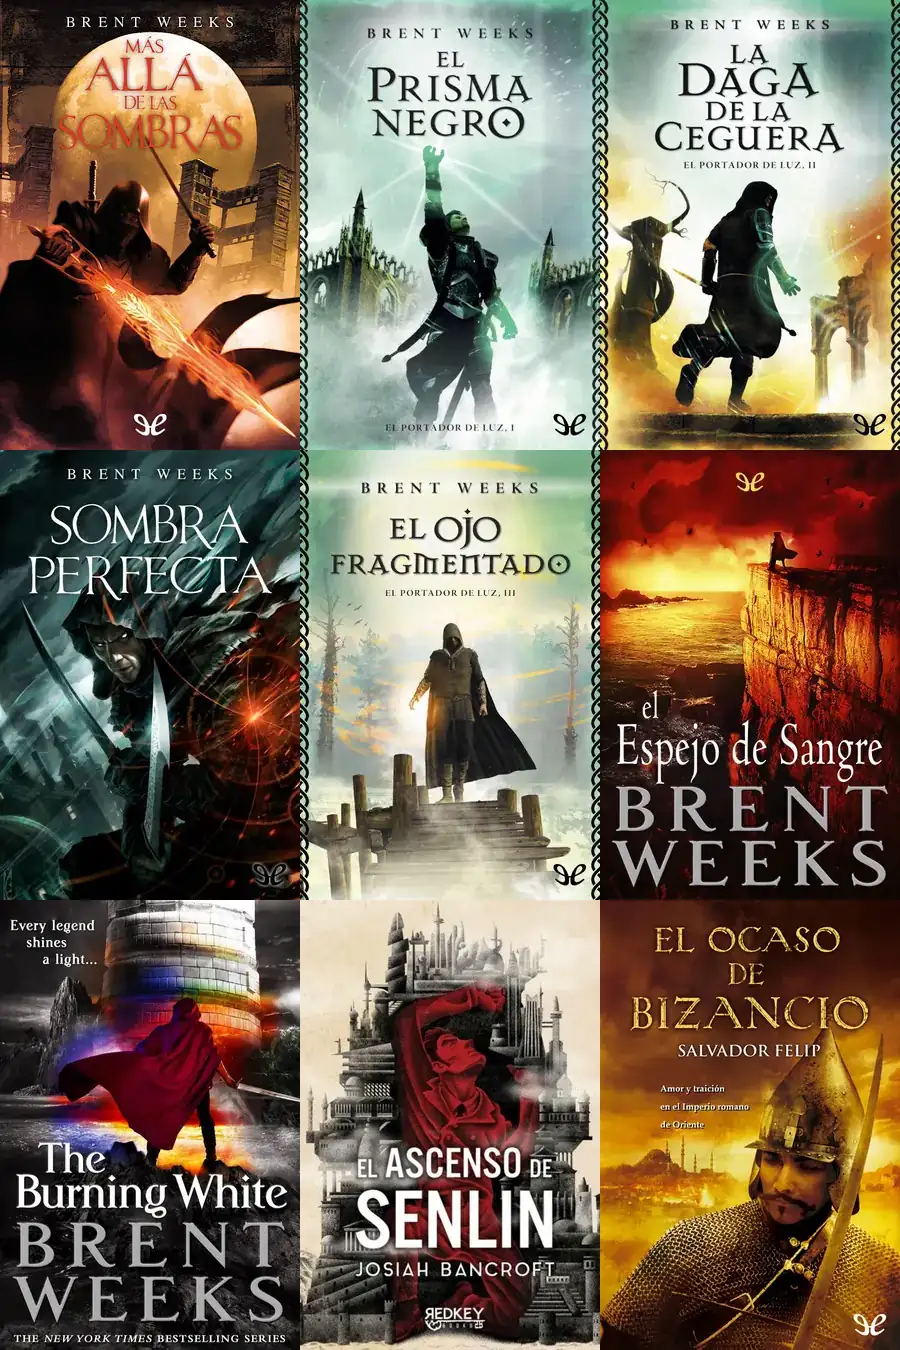 BRENT WEEKS
MÁS
ALLÁ
DE LAS
SOMBRAS
BRENT WEEKS
EL
PRISMA
NEGRO
EL PORTADOR DE LUZ, I
BRENT WEEKS
LA
DAGA
DE LA
CEGUERA
EL PORTADOR DE LUZ, II
BRENT WEEKS
SOMBRA
PERFECTA
BRENT WEEKS
EL OJO
FRAGMENTADO
EL PORTADOR DE LUZ, III
el
Espejo de Sangre
BRENT
WEEKS
Every legend
shines
a light...
The
Burning White
BRENT
WEEKS
THE NEW YORK TIMES BESTSELLING SERIES
EL ASCENSO DE
SENLIN
JOSIAH BANCROFT
REDKEY
BOOKS
EL OCASO
DE
BIZANCIO
SALVADOR FELIP
Amor y traición
en el Imperio romano
de Oriente